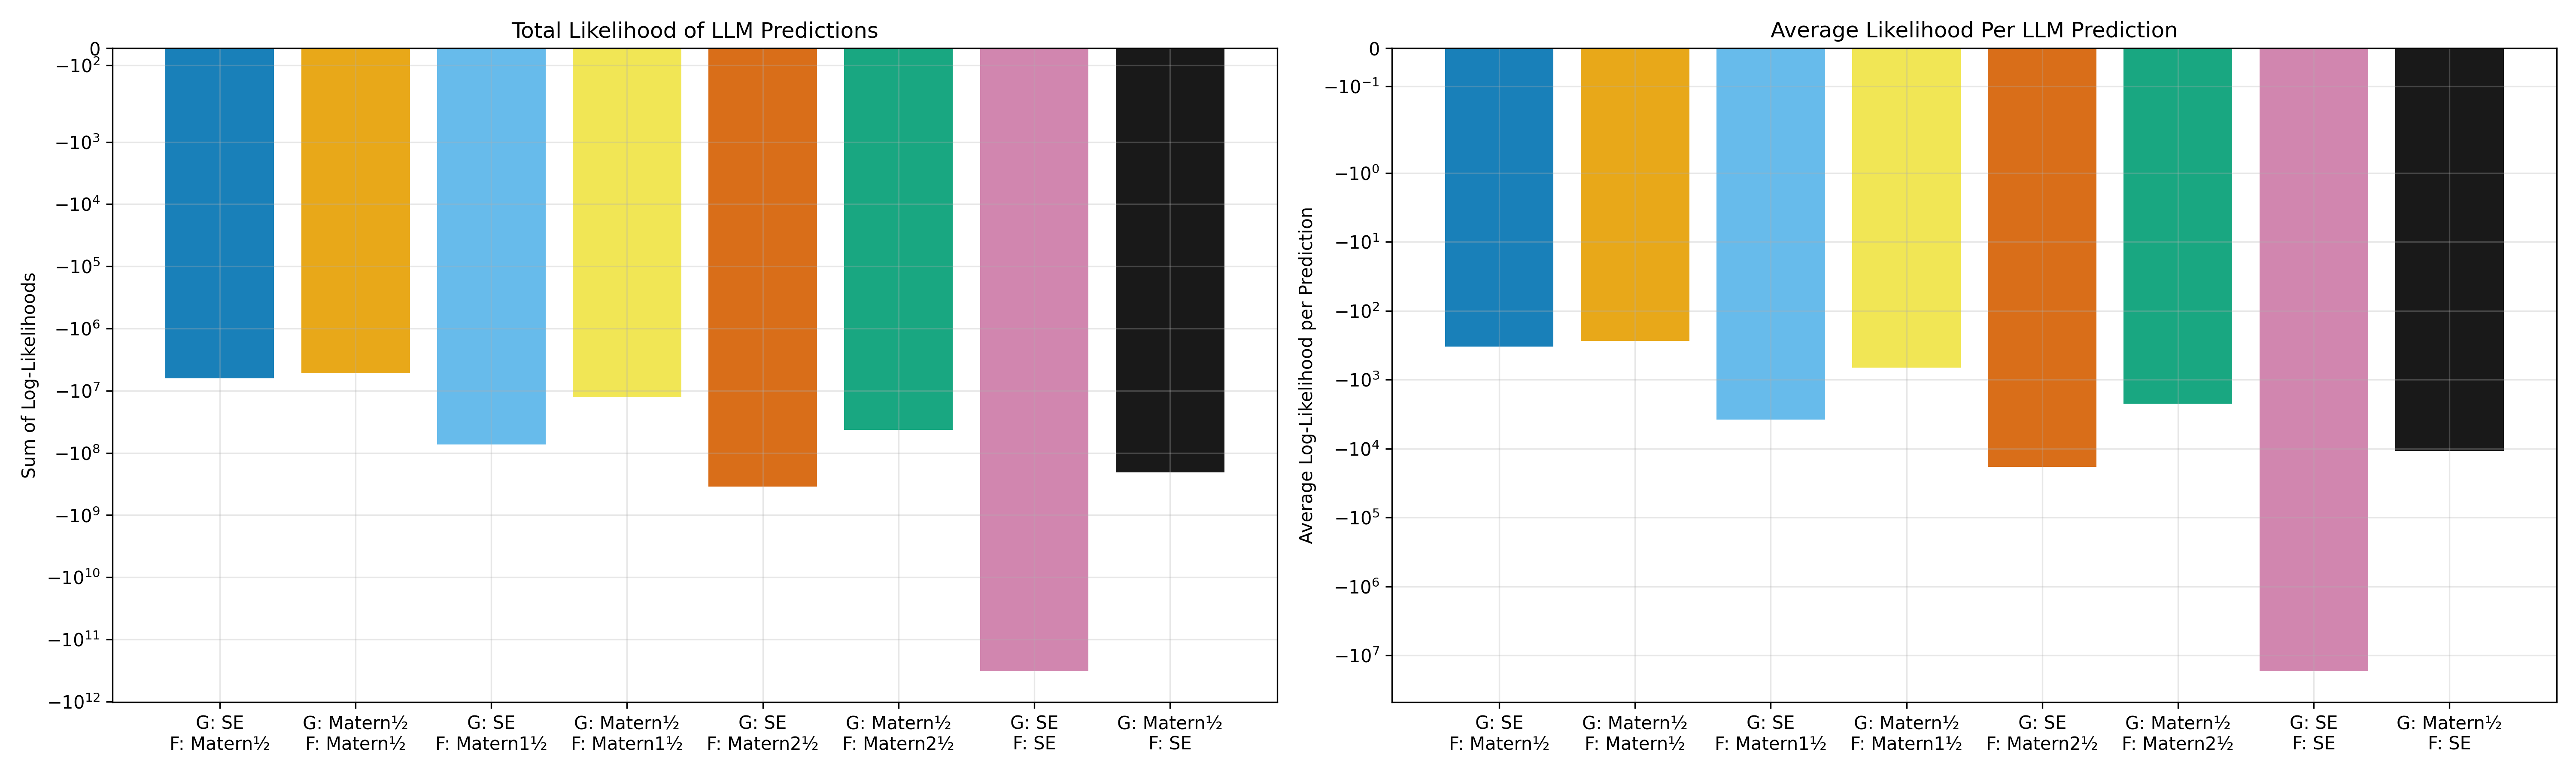 Total Likelihood of LLM Predictions
Sum of Log-Likelihoods
0
−10²
−10³
−10⁴
−10⁵
−10⁶
−10⁷
−10⁸
−10⁹
−10¹⁰
−10¹¹
−10¹²
G: SE
F: Matern½
G: Matern½
F: Matern½
G: SE
F: Matern1½
G: Matern½
F: Matern1½
G: SE
F: Matern2½
G: Matern½
F: Matern2½
G: SE
F: SE
G: Matern½
F: SE
Average Likelihood Per LLM Prediction
Average Log-Likelihood per Prediction
0
−10⁻¹
−10⁰
−10¹
−10²
−10³
−10⁴
−10⁵
−10⁶
−10⁷
G: SE
F: Matern½
G: Matern½
F: Matern½
G: SE
F: Matern1½
G: Matern½
F: Matern1½
G: SE
F: Matern2½
G: Matern½
F: Matern2½
G: SE
F: SE
G: Matern½
F: SE